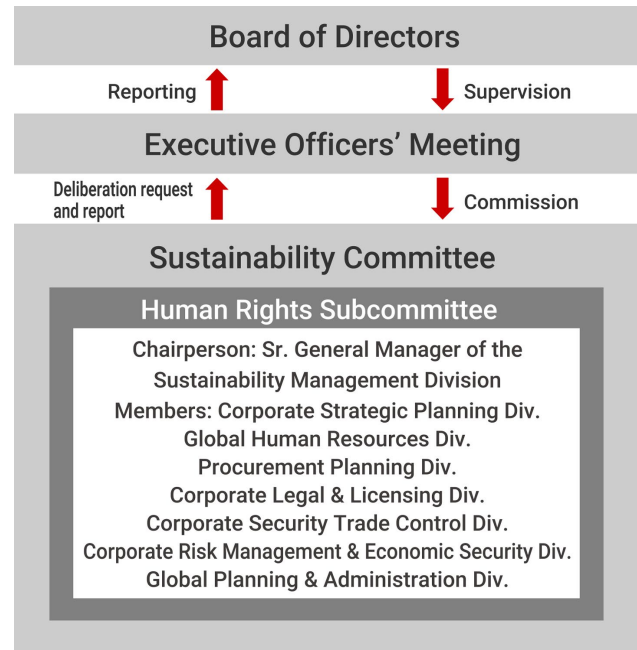 Board of Directors
Reporting
Supervision
Executive Officers’ Meeting
Deliberation request
and report
Commission
Sustainability Committee
Human Rights Subcommittee
Chairperson: Sr. General Manager of the
Sustainability Management Division
Members: Corporate Strategic Planning Div.
Global Human Resources Div.
Procurement Planning Div.
Corporate Legal & Licensing Div.
Corporate Security Trade Control Div.
Corporate Risk Management & Economic Security Div.
Global Planning & Administration Div.